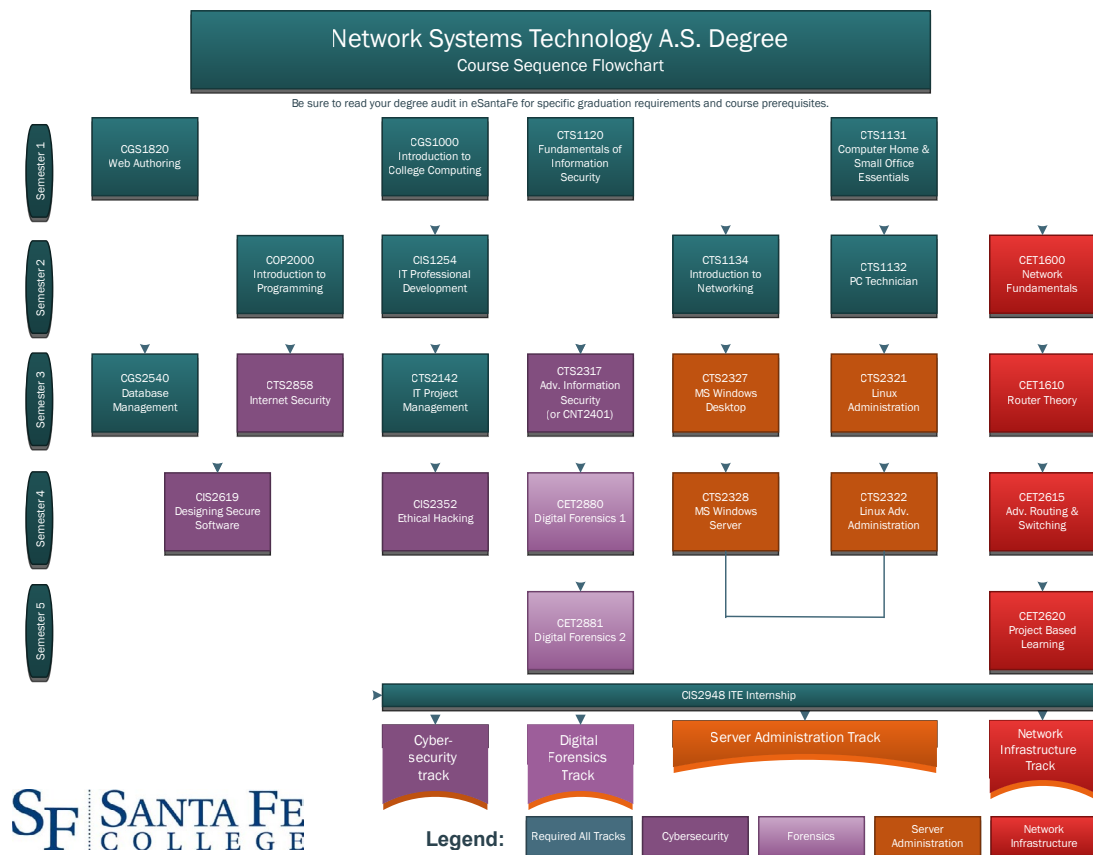 Network Systems Technology A.S. Degree
Course Sequence Flowchart
Be sure to read your degree audit in eSantaFe for specific graduation requirements and course prerequisites.
Semester 1
CGS1820
Web Authoring
CGS1000
Introduction to
College Computing
CTS1120
Fundamentals of
Information
Security
CTS1131
Computer Home &
Small Office
Essentials
Semester 2
COP2000
Introduction to
Programming
CIS1254
IT Professional
Development
CTS1134
Introduction to
Networking
CTS1132
PC Technician
CET1600
Network
Fundamentals
Semester 3
CGS2540
Database
Management
CTS2858
Internet Security
CTS2142
IT Project
Management
CTS2317
Adv. Information
Security
(or CNT2401)
CTS2327
MS Windows
Desktop
CTS2321
Linux
Administration
CET1610
Router Theory
Semester 4
CIS2619
Designing Secure
Software
CIS2352
Ethical Hacking
CET2880
Digital Forensics 1
CTS2328
MS Windows
Server
CTS2322
Linux Adv.
Administration
CET2615
Adv. Routing &
Switching
Semester 5
CET2881
Digital Forensics 2
CET2620
Project Based
Learning
CIS2948 ITE Internship
Cyber-
security
track
Digital
Forensics
Track
Server Administration Track
Network
Infrastructure
Track
SF SANTA FE
COLLEGE
Legend:
Required All Tracks
Cybersecurity
Forensics
Server
Administration
Network
Infrastructure